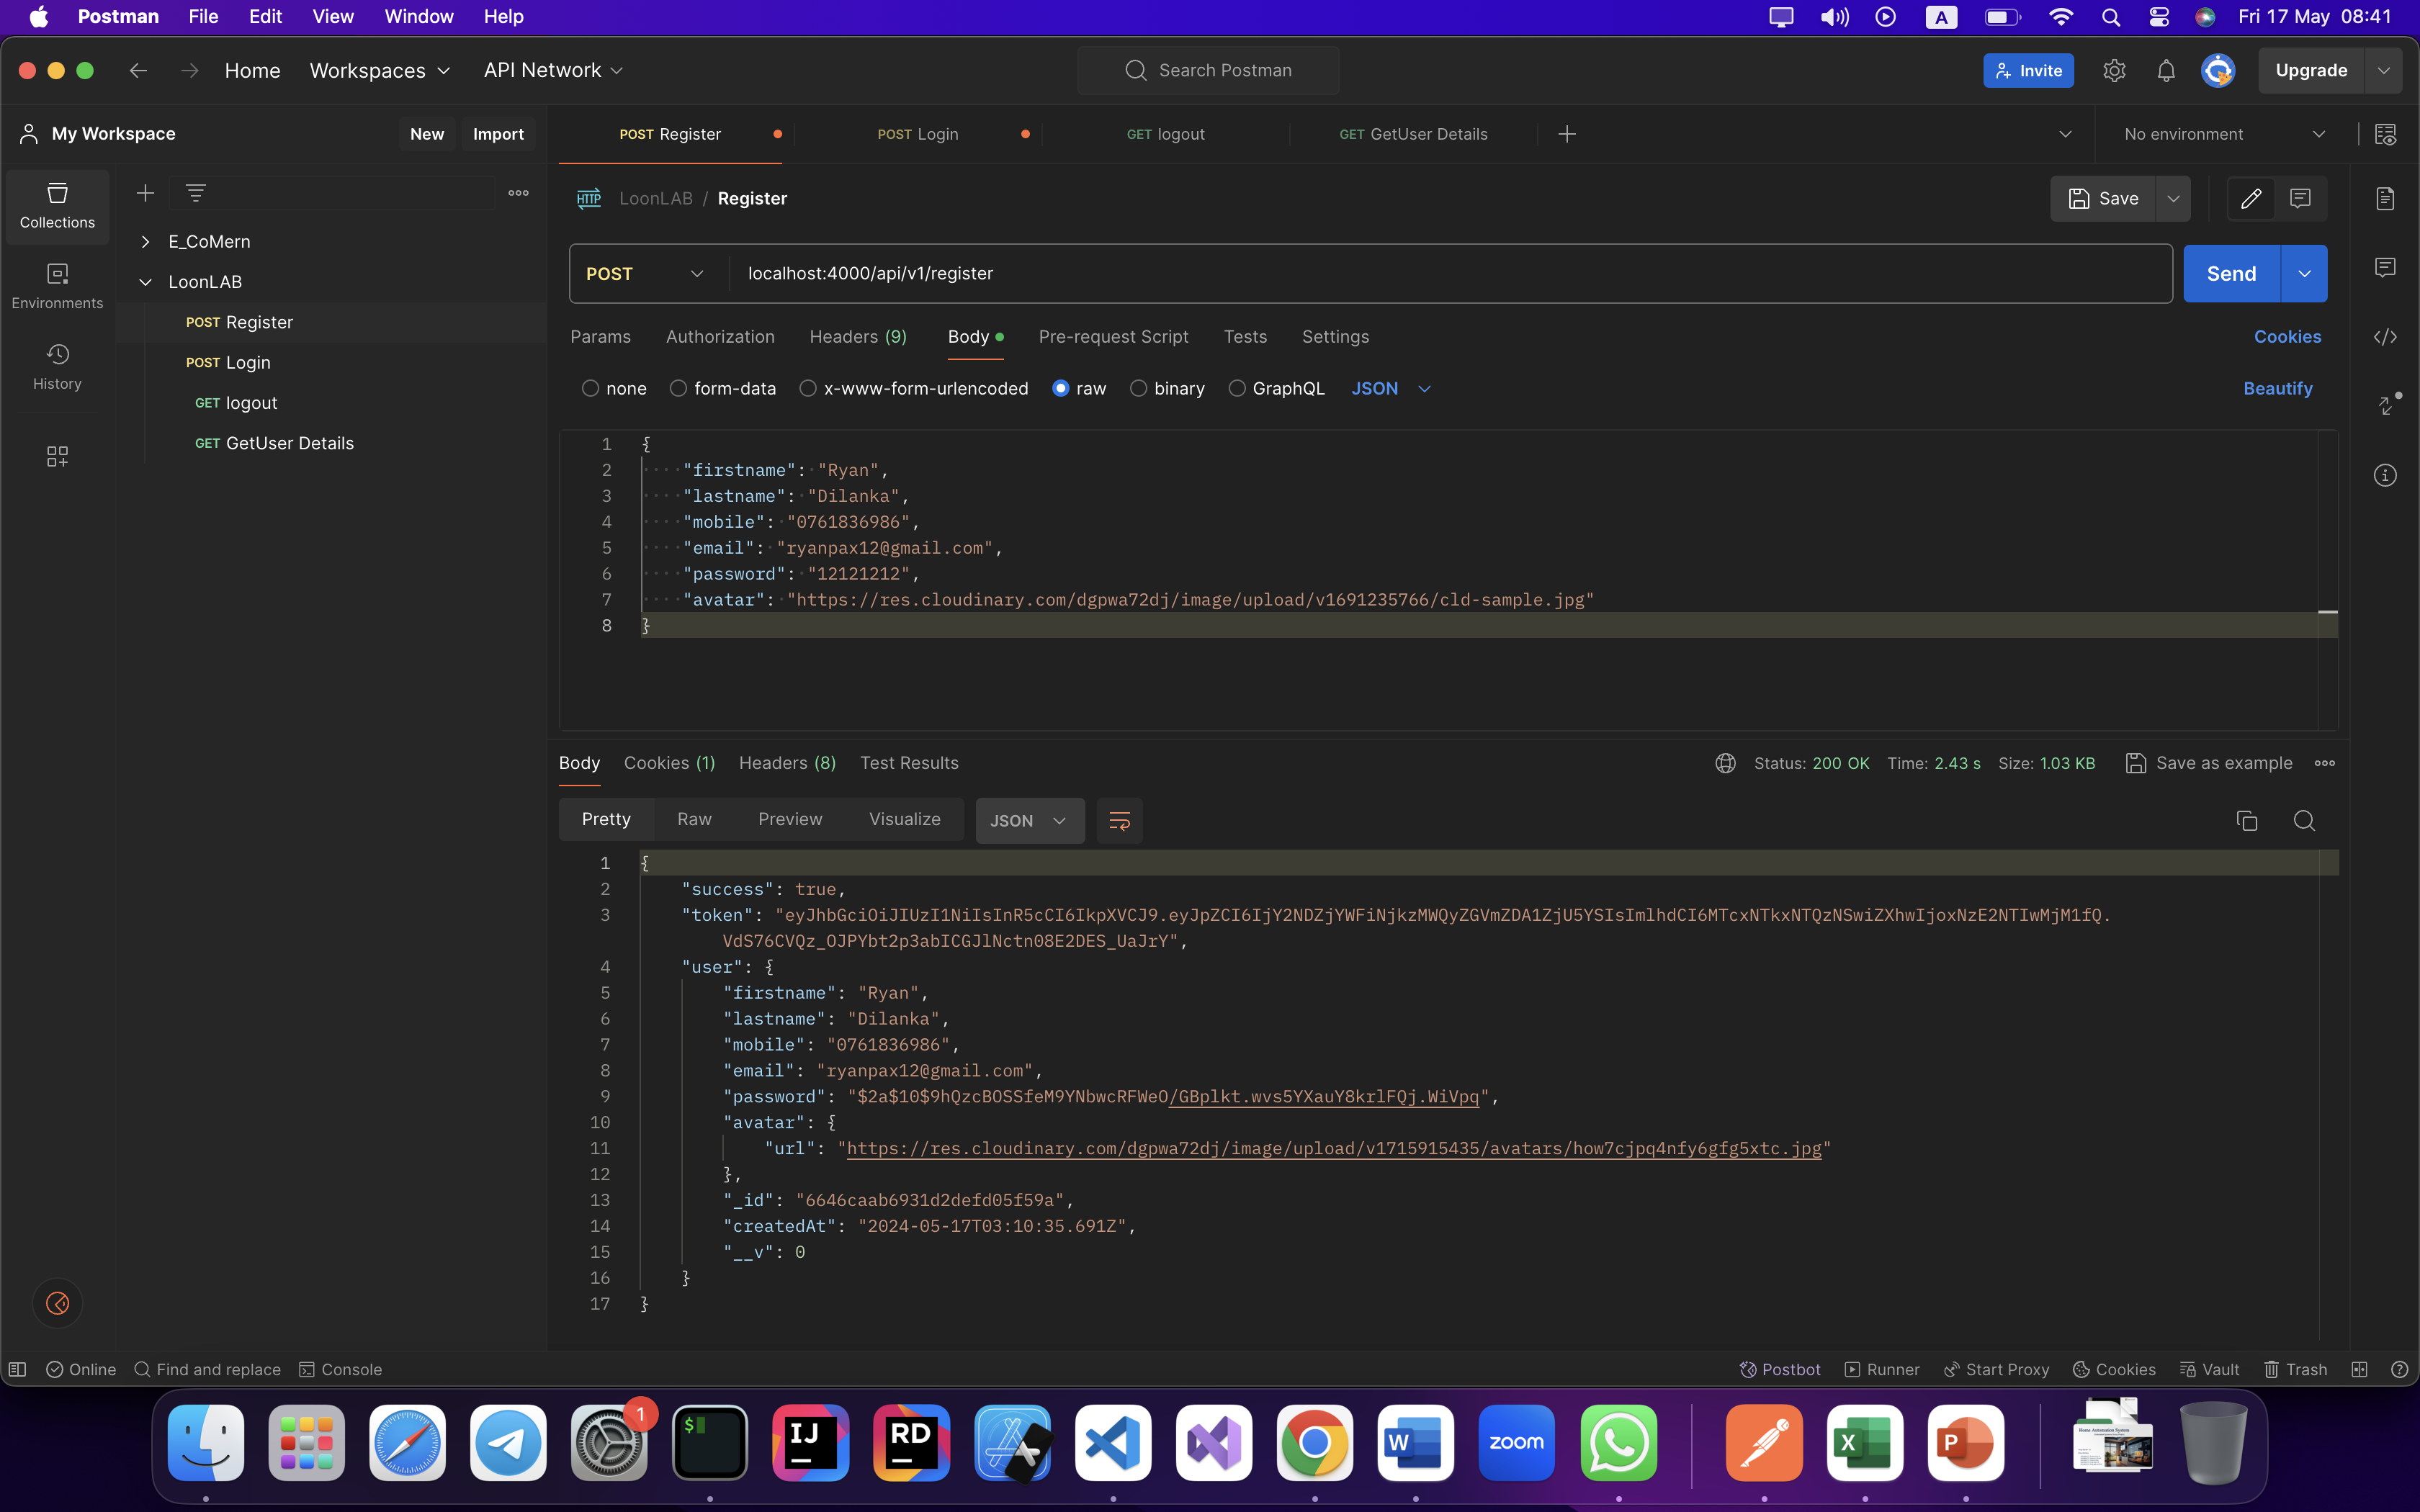 Postman File Edit View Window Help A Fri 17 May 08:41
Home Workspaces API Network Search Postman Invite Upgrade
My Workspace New Import POST Register POST Login GET logout GET GetUser Details No environment
Collections
Environments
History
E_CoMern
LoonLAB
POST Register
POST Login
GET logout
GET GetUser Details
HTTP LoonLAB / Register Save
POST localhost:4000/api/v1/register Send
Params Authorization Headers (9) Body Pre-request Script Tests Settings Cookies
none form-data x-www-form-urlencoded raw binary GraphQL JSON Beautify
1 {
2 "firstname": "Ryan",
3 "lastname": "Dilanka",
4 "mobile": "0761836986",
5 "email": "ryanpax12@gmail.com",
6 "password": "12121212",
7 "avatar": "https://res.cloudinary.com/dgpwa72dj/image/upload/v1691235766/cld-sample.jpg"
8 }
Body Cookies (1) Headers (8) Test Results Status: 200 OK Time: 2.43 s Size: 1.03 KB Save as example
Pretty Raw Preview Visualize JSON
1 {
2 "success": true,
3 "token": "eyJhbGciOiJIUzI1NiIsInR5cCI6IkpXVCJ9.eyJpZCI6IjY2NDZjYWFiNjkzMWQyZGVmZDA1ZjU5YSIsImlhdCI6MTcxNTkxNTQzNSwiZXhwIjoxNzE2NTIwMjM1fQ.
VdS76CVQz_OJPYbt2p3abICGJlNctn08E2DES_UaJrY",
4 "user": {
5 "firstname": "Ryan",
6 "lastname": "Dilanka",
7 "mobile": "0761836986",
8 "email": "ryanpax12@gmail.com",
9 "password": "$2a$10$9hQzcBOSSfeM9YNbwcRFWeO/GBplkt.wvs5YXauY8krlFQj.WiVpq",
10 "avatar": {
11 "url": "https://res.cloudinary.com/dgpwa72dj/image/upload/v1715915435/avatars/how7cjpq4nfy6gfg5xtc.jpg"
12 },
13 "_id": "6646caab6931d2defd05f59a",
14 "createdAt": "2024-05-17T03:10:35.691Z",
15 "__v": 0
16 }
17 }
Online Find and replace Console Postbot Runner Start Proxy Cookies Vault Trash
1 $ IJ RD W zoom X P Home Automation System